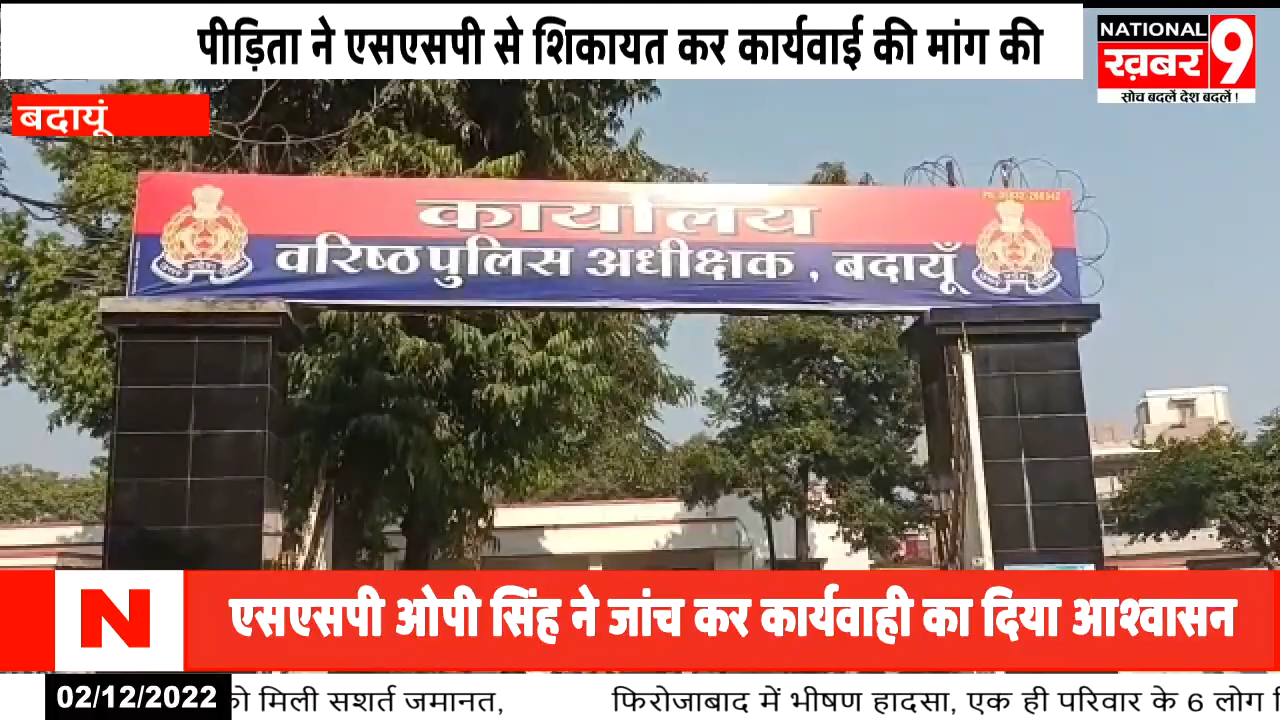 पीड़िता ने एसएसपी से शिकायत कर कार्यवाई की मांग की
NATIONAL
ख़बर 9
सोच बदलें देश बदलें !
बदायूं
कार्यालय
वरिष्ठ पुलिस अधीक्षक , बदायूँ
N
एसएसपी ओपी सिंह ने जांच कर कार्यवाही का दिया आश्वासन
02/12/2022
को मिली सशर्त जमानत, फिरोजाबाद में भीषण हादसा, एक ही परिवार के 6 लोग